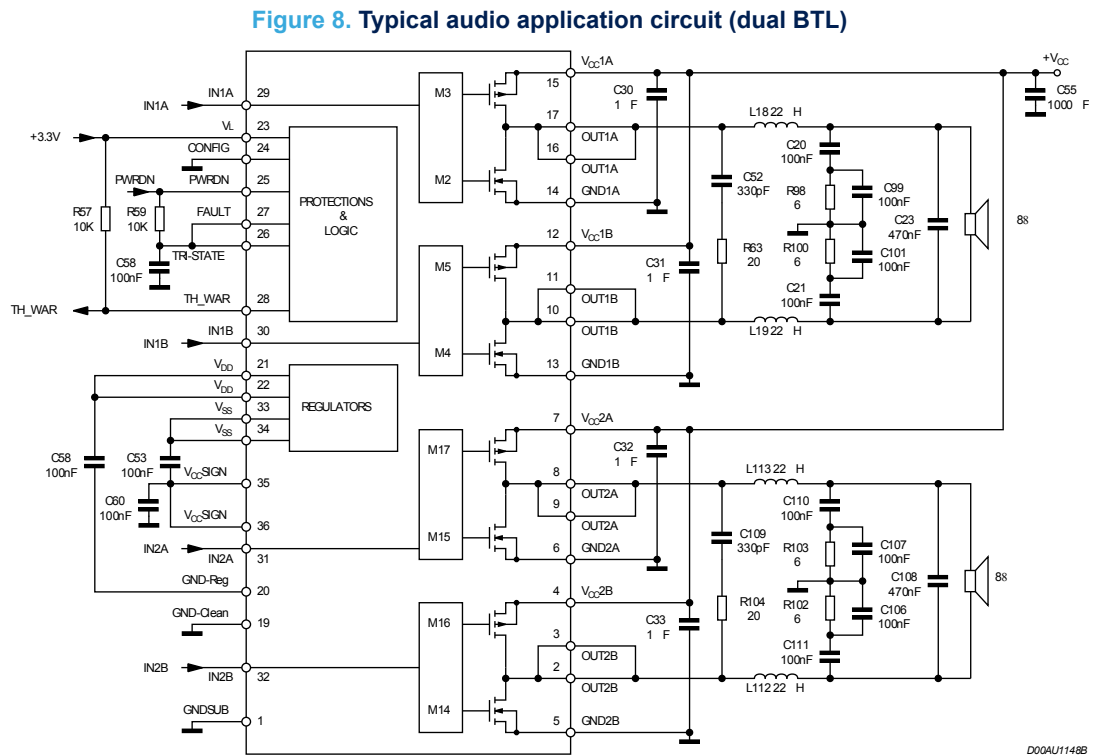 Figure 8. Typical audio application circuit (dual BTL)
IN1A
IN1A
29
+3.3V
VL
23
CONFIG
24
PWRDN
PWRDN
25
FAULT
27
26
TRI-STATE
R57
10K
R59
10K
C58
100nF
TH_WAR
TH_WAR
28
IN1B
IN1B
30
PROTECTIONS
&
LOGIC
VDD
21
VDD
22
VSS
33
VSS
34
REGULATORS
C58
100nF
C53
100nF
VCCSIGN
35
C60
100nF
VCCSIGN
36
IN2A
IN2A
31
GND-Reg
20
GND-Clean
19
IN2B
IN2B
32
GNDSUB
1
M3
M2
M5
M4
M17
M15
M16
M14
15
VCC1A
17
OUT1A
16
OUT1A
14
GND1A
12
VCC1B
11
OUT1B
10
OUT1B
13
GND1B
7
VCC2A
8
OUT2A
9
OUT2A
6
GND2A
4
VCC2B
3
OUT2B
2
OUT2B
5
GND2B
C30
1 F
C31
1 F
C32
1 F
C33
1 F
+VCC
C55
1000 F
L18 22 H
C20
100nF
C52
330pF
R98
6
C99
100nF
C23
470nF
R63
20
R100
6
C101
100nF
C21
100nF
L19 22 H
88
L113 22 H
C110
100nF
C109
330pF
R103
6
C107
100nF
C108
470nF
R104
20
R102
6
C106
100nF
C111
100nF
L112 22 H
88
D00AU1148B